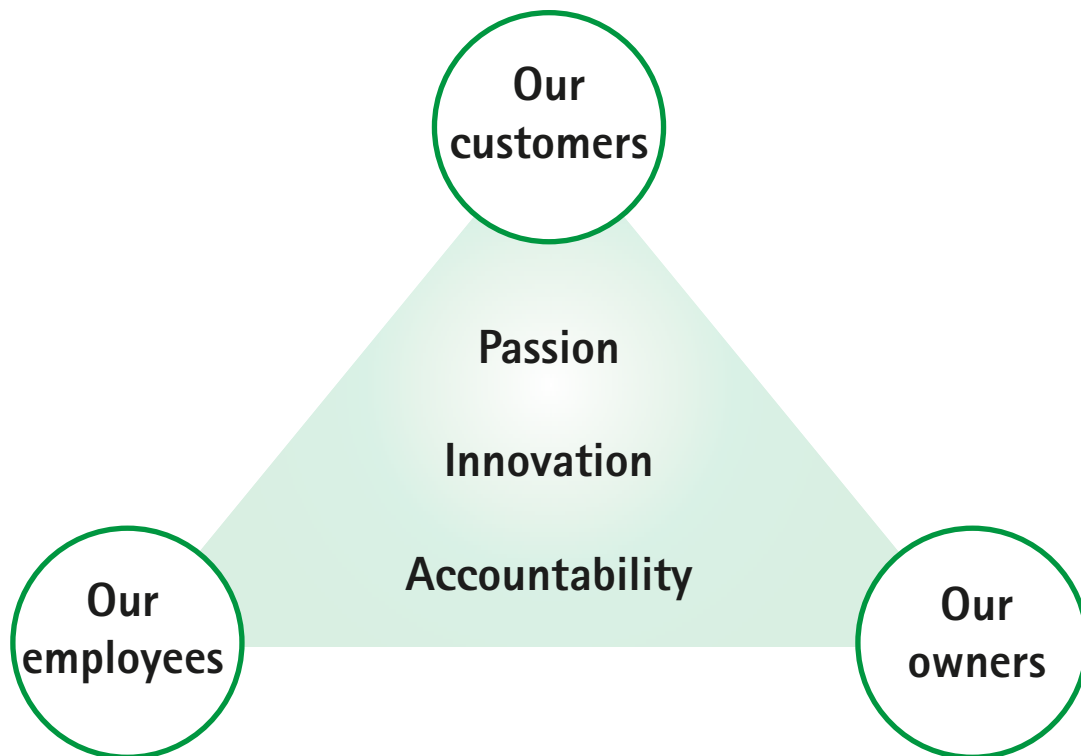 Our
customers
Passion
Innovation
Accountability
Our
employees
Our
owners